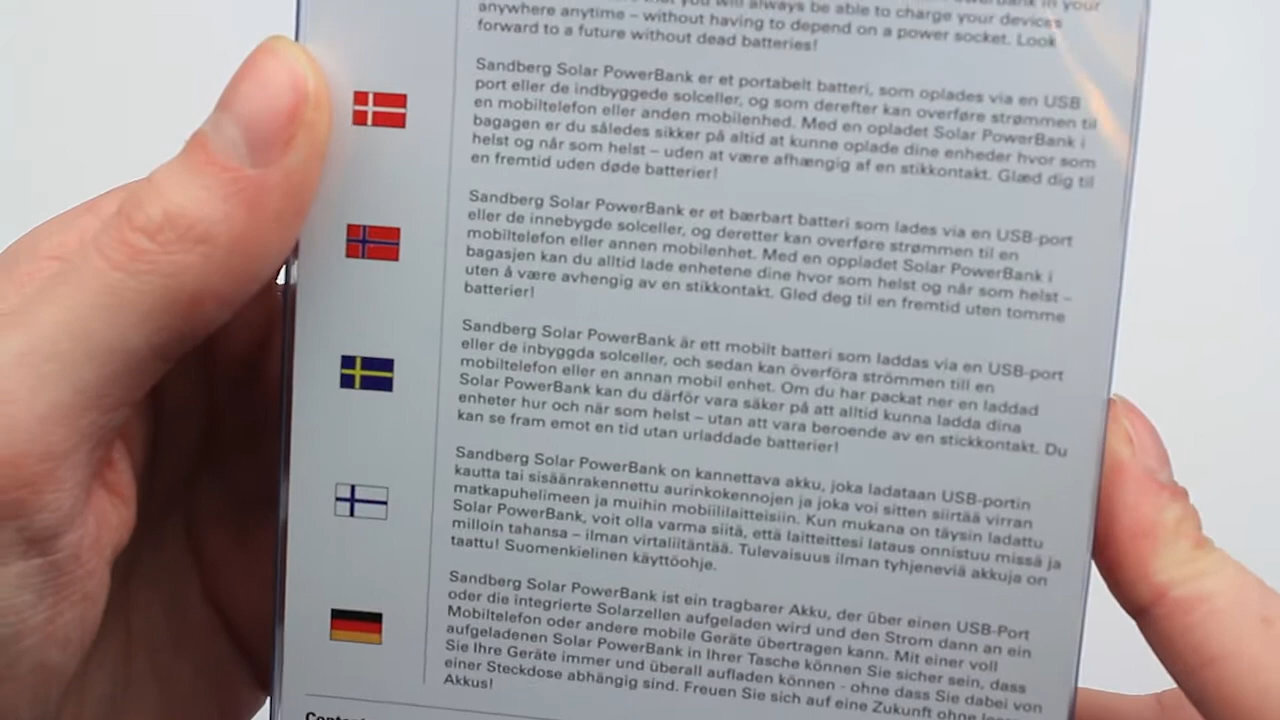 you will always be able to charge your devices
anywhere anytime – without having to depend on a power socket. Look
forward to a future without dead batteries!
Sandberg Solar PowerBank er et portabelt batteri, som oplades via en USB
port eller de indbyggede solceller, og som derefter kan overføre strømmen til
en mobiltelefon eller anden mobilenhed. Med en opladet Solar PowerBank i
bagagen er du således sikker på altid at kunne oplade dine enheder hvor som
helst og når som helst – uden at være afhængig af en stikkontakt. Glæd dig til
en fremtid uden døde batterier!
Sandberg Solar PowerBank er et bærbart batteri som lades via en USB-port
eller de innebygde solceller, og deretter kan overføre strømmen til en
mobiltelefon eller annen mobilenhet. Med en oppladet Solar PowerBank i
bagasjen kan du alltid lade enhetene dine hvor som helst og når som helst –
uten å være avhengig av en stikkontakt. Gled deg til en fremtid uten tomme
batterier!
Sandberg Solar PowerBank är ett mobilt batteri som laddas via en USB-port
eller de inbyggda solceller, och sedan kan överföra strömmen till en
mobiltelefon eller en annan mobil enhet. Om du har packat ner en laddad
Solar PowerBank kan du därför vara säker på att alltid kunna ladda dina
enheter hur och när som helst – utan att vara beroende av en stickkontakt. Du
kan se fram emot en tid utan urladdade batterier!
Sandberg Solar PowerBank on kannettava akku, joka ladataan USB-portin
kautta tai sisäänrakennettu aurinkokennojen ja joka voi sitten siirtää virran
matkapuhelimeen ja muihin mobiililaitteisiin. Kun mukana on täysin ladattu
Solar PowerBank, voit olla varma siitä, että laitteittesi lataus onnistuu missä ja
milloin tahansa – ilman virtaliitäntää. Tulevaisuus ilman tyhjeneviä akkuja on
taattu! Suomenkielinen käyttöohje.
Sandberg Solar PowerBank ist ein tragbarer Akku, der über einen USB-Port
oder die integrierte Solarzellen aufgeladen wird und den Strom dann an ein
Mobiltelefon oder andere mobile Geräte übertragen kann. Mit einer voll
aufgeladenen Solar PowerBank in Ihrer Tasche können Sie sicher sein, dass
Sie Ihre Geräte immer und überall aufladen können - ohne dass Sie dabei von
einer Steckdose abhängig sind. Freuen Sie sich auf eine Zukunft ohne
Akkus!